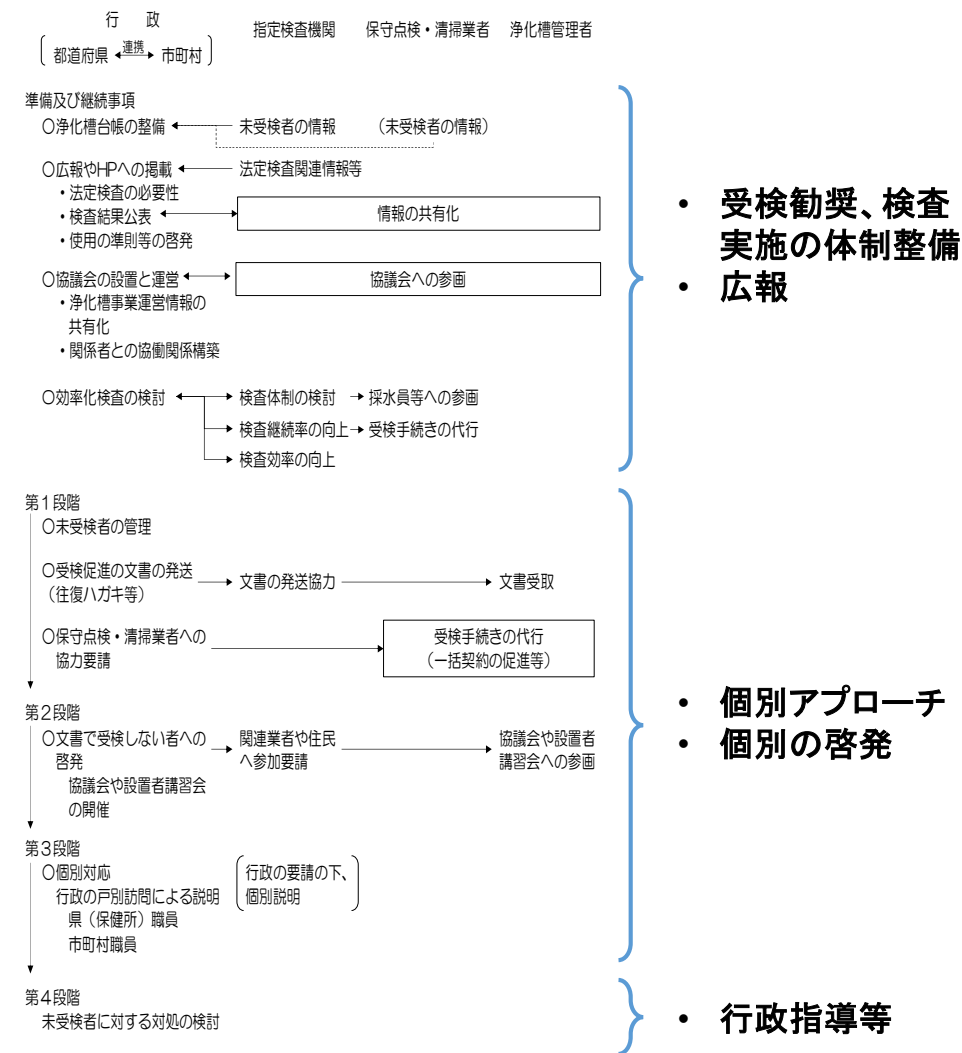 行 政
都道府県 連携 市町村
指定検査機関 保守点検・清掃業者 浄化槽管理者
準備及び継続事項
○浄化槽台帳の整備 未受検者の情報 （未受検者の情報）
○広報やHPへの掲載 法定検査関連情報等
・法定検査の必要性
・検査結果公表 情報の共有化
・使用の準則等の啓発
○協議会の設置と運営 協議会への参画
・浄化槽事業運営情報の
共有化
・関係者との協働関係構築
○効率化検査の検討 検査体制の検討 採水員等への参画
検査継続率の向上 受検手続きの代行
検査効率の向上
• 受検勧奨、検査
実施の体制整備
• 広報
第1段階
○未受検者の管理
○受検促進の文書の発送 文書の発送協力 文書受取
（往復ハガキ等）
○保守点検・清掃業者への 受検手続きの代行
協力要請 （一括契約の促進等）
第2段階
○文書で受検しない者への 関連業者や住民 協議会や設置者
啓発 へ参加要請 講習会への参画
協議会や設置者講習会
の開催
第3段階
○個別対応 行政の要請の下、
行政の戸別訪問による説明 個別説明
県（保健所）職員
市町村職員
• 個別アプローチ
• 個別の啓発
第4段階
未受検者に対する対処の検討
• 行政指導等